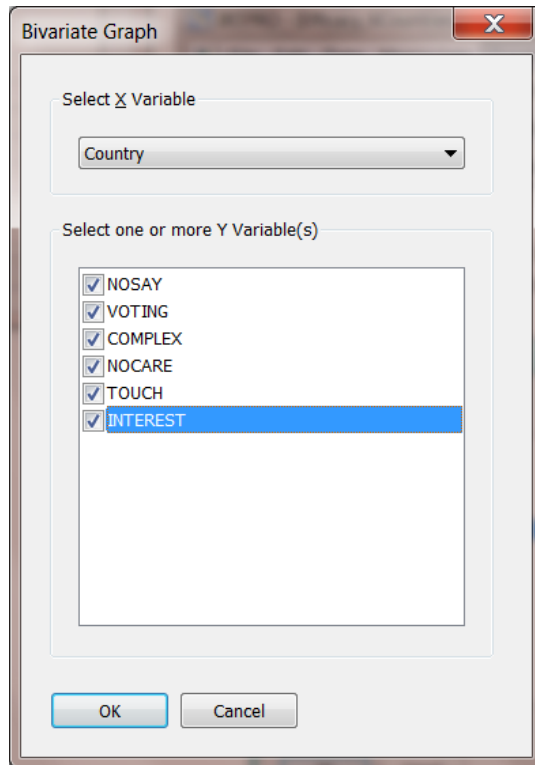 Bivariate Graph
Select X Variable
Country
Select one or more Y Variable(s)
NOSAY
VOTING
COMPLEX
NOCARE
TOUCH
INTEREST
OK
Cancel